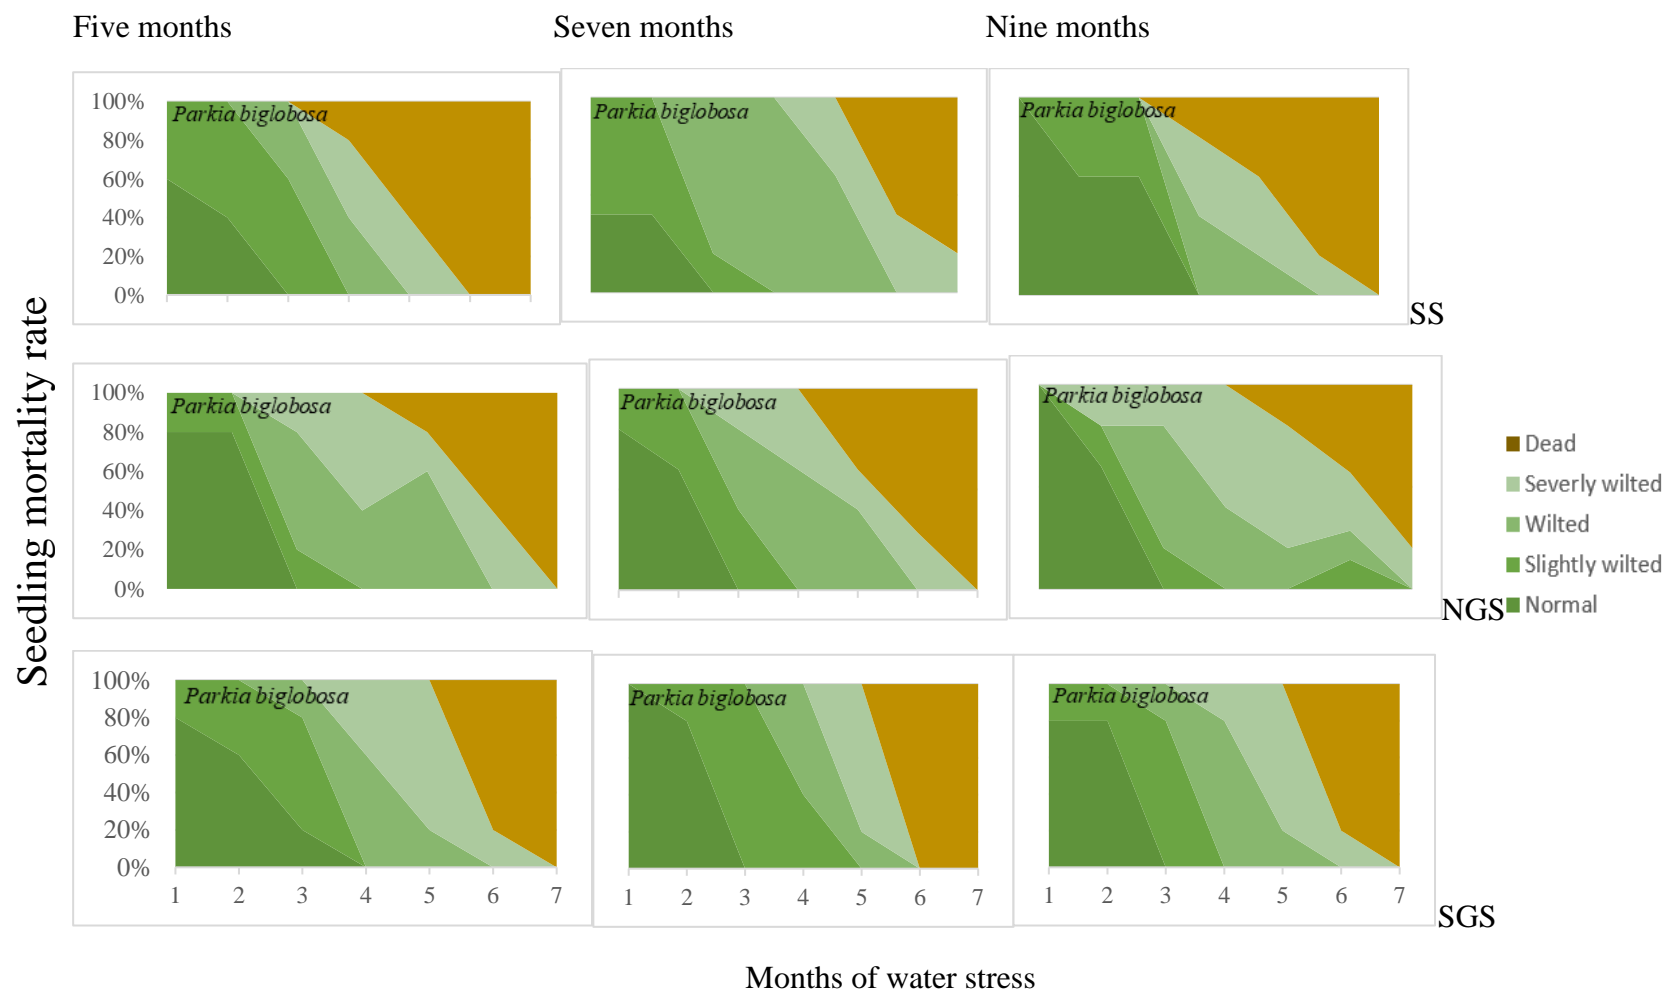 Five months
Seven months
Nine months
100%
80%
60%
40%
20%
0%
Parkia biglobosa
Parkia biglobosa
Parkia biglobosa
SS
Seedling mortality rate
100%
80%
60%
40%
20%
0%
Parkia biglobosa
Parkia biglobosa
Parkia biglobosa
NGS
Dead
Severly wilted
Wilted
Slightly wilted
Normal
100%
80%
60%
40%
20%
0%
Parkia biglobosa
Parkia biglobosa
Parkia biglobosa
1 2 3 4 5 6 7
1 2 3 4 5 6 7
1 2 3 4 5 6 7
SGS
Months of water stress